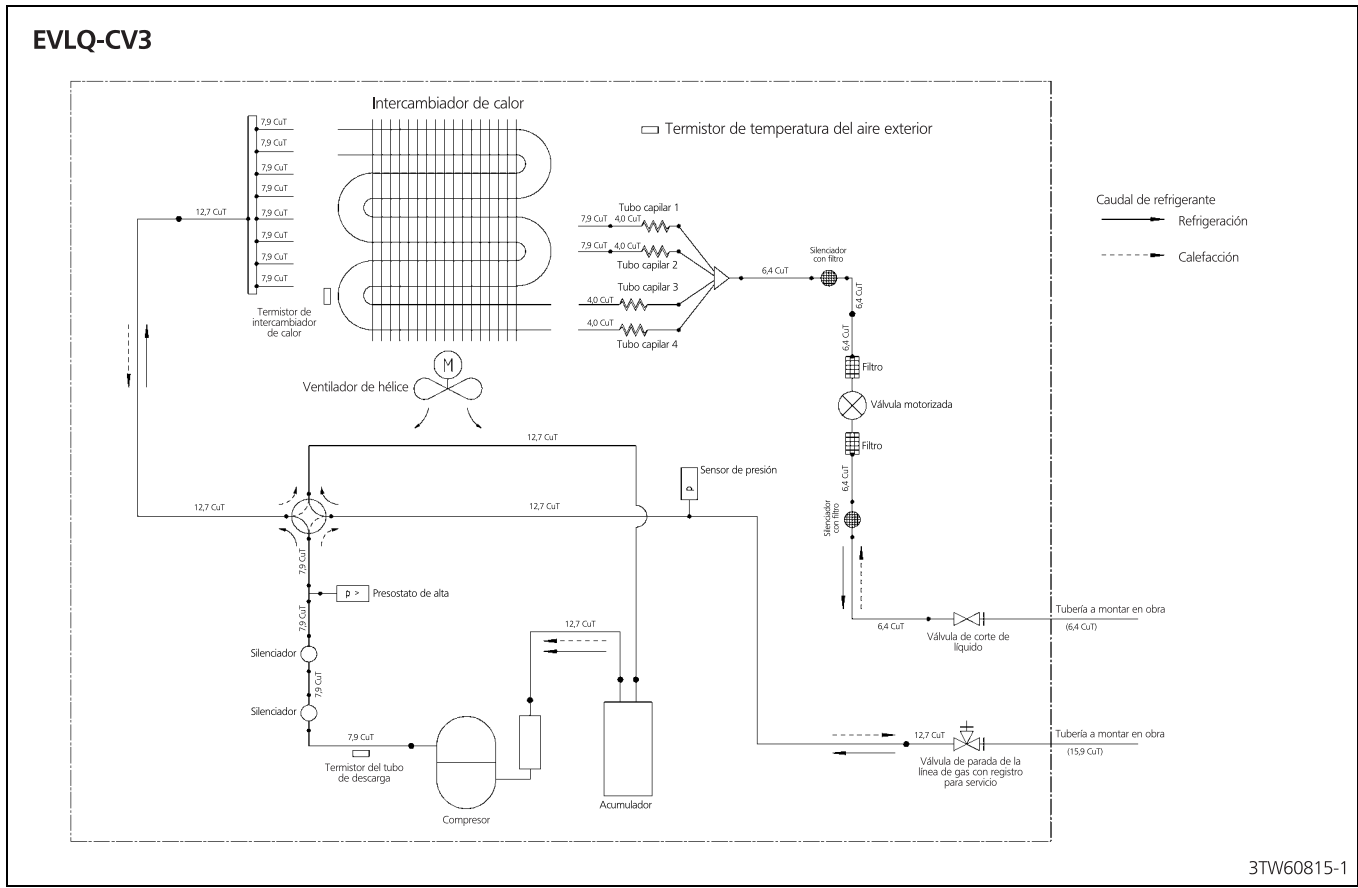 EVLQ-CV3
Intercambiador de calor
Termistor de temperatura del aire exterior
7,9 CuT
7,9 CuT
7,9 CuT
7,9 CuT
7,9 CuT
7,9 CuT
7,9 CuT
7,9 CuT
12,7 CuT
Termistor de
intercambiador
de calor
Tubo capilar 1
7,9 CuT
4,0 CuT
7,9 CuT
4,0 CuT
Tubo capilar 2
Tubo capilar 3
4,0 CuT
4,0 CuT
Tubo capilar 4
6,4 CuT
Silenciador
con filtro
6,4 CuT
6,4 CuT
Filtro
Válvula motorizada
Filtro
6,4 CuT
Silenciador
con filtro
Caudal de refrigerante
Refrigeración
Calefacción
M
Ventilador de hélice
12,7 CuT
Sensor de presión
p
12,7 CuT
12,7 CuT
7,9 CuT
p >
Presostato de alta
7,9 CuT
Silenciador
7,9 CuT
Silenciador
7,9 CuT
Termistor del tubo
de descarga
Compresor
12,7 CuT
Acumulador
6,4 CuT
Válvula de corte de
líquido
Tubería a montar en obra
(6,4 CuT)
12,7 CuT
Válvula de parada de la
línea de gas con registro
para servicio
Tubería a montar en obra
(15,9 CuT)
3TW60815-1